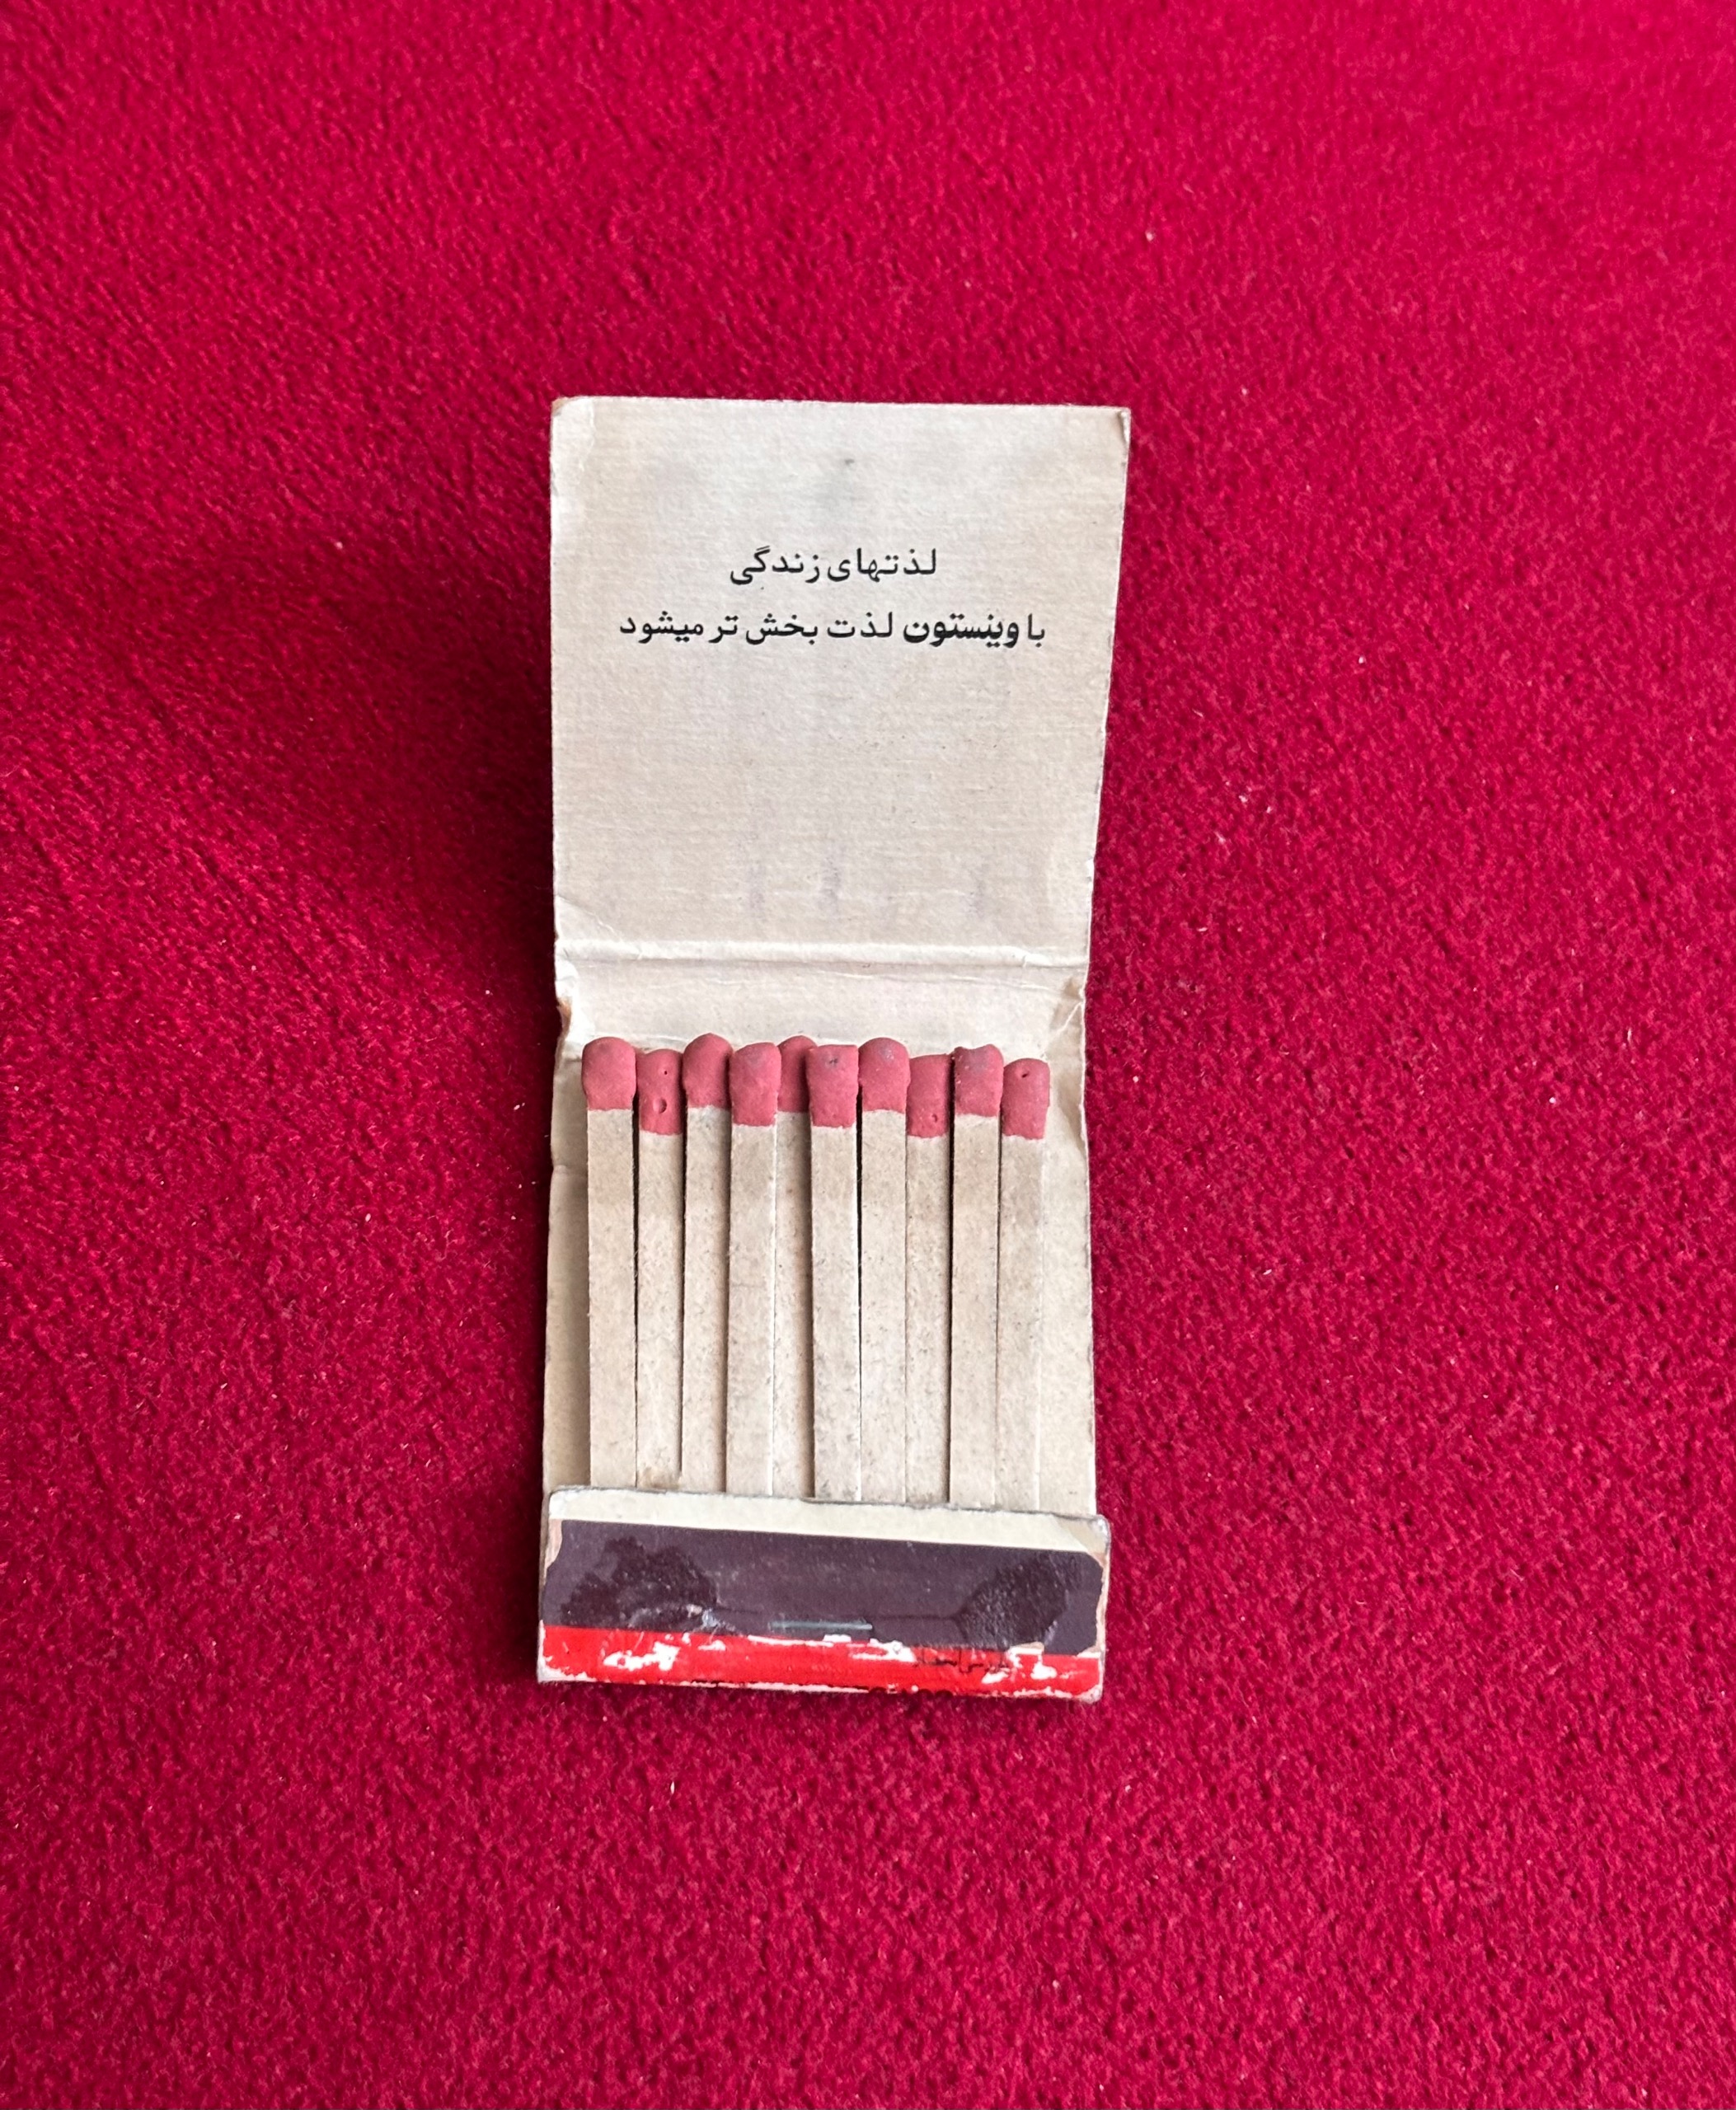 لذتهای زندگی
با وینستون لذت بخش تر میشود